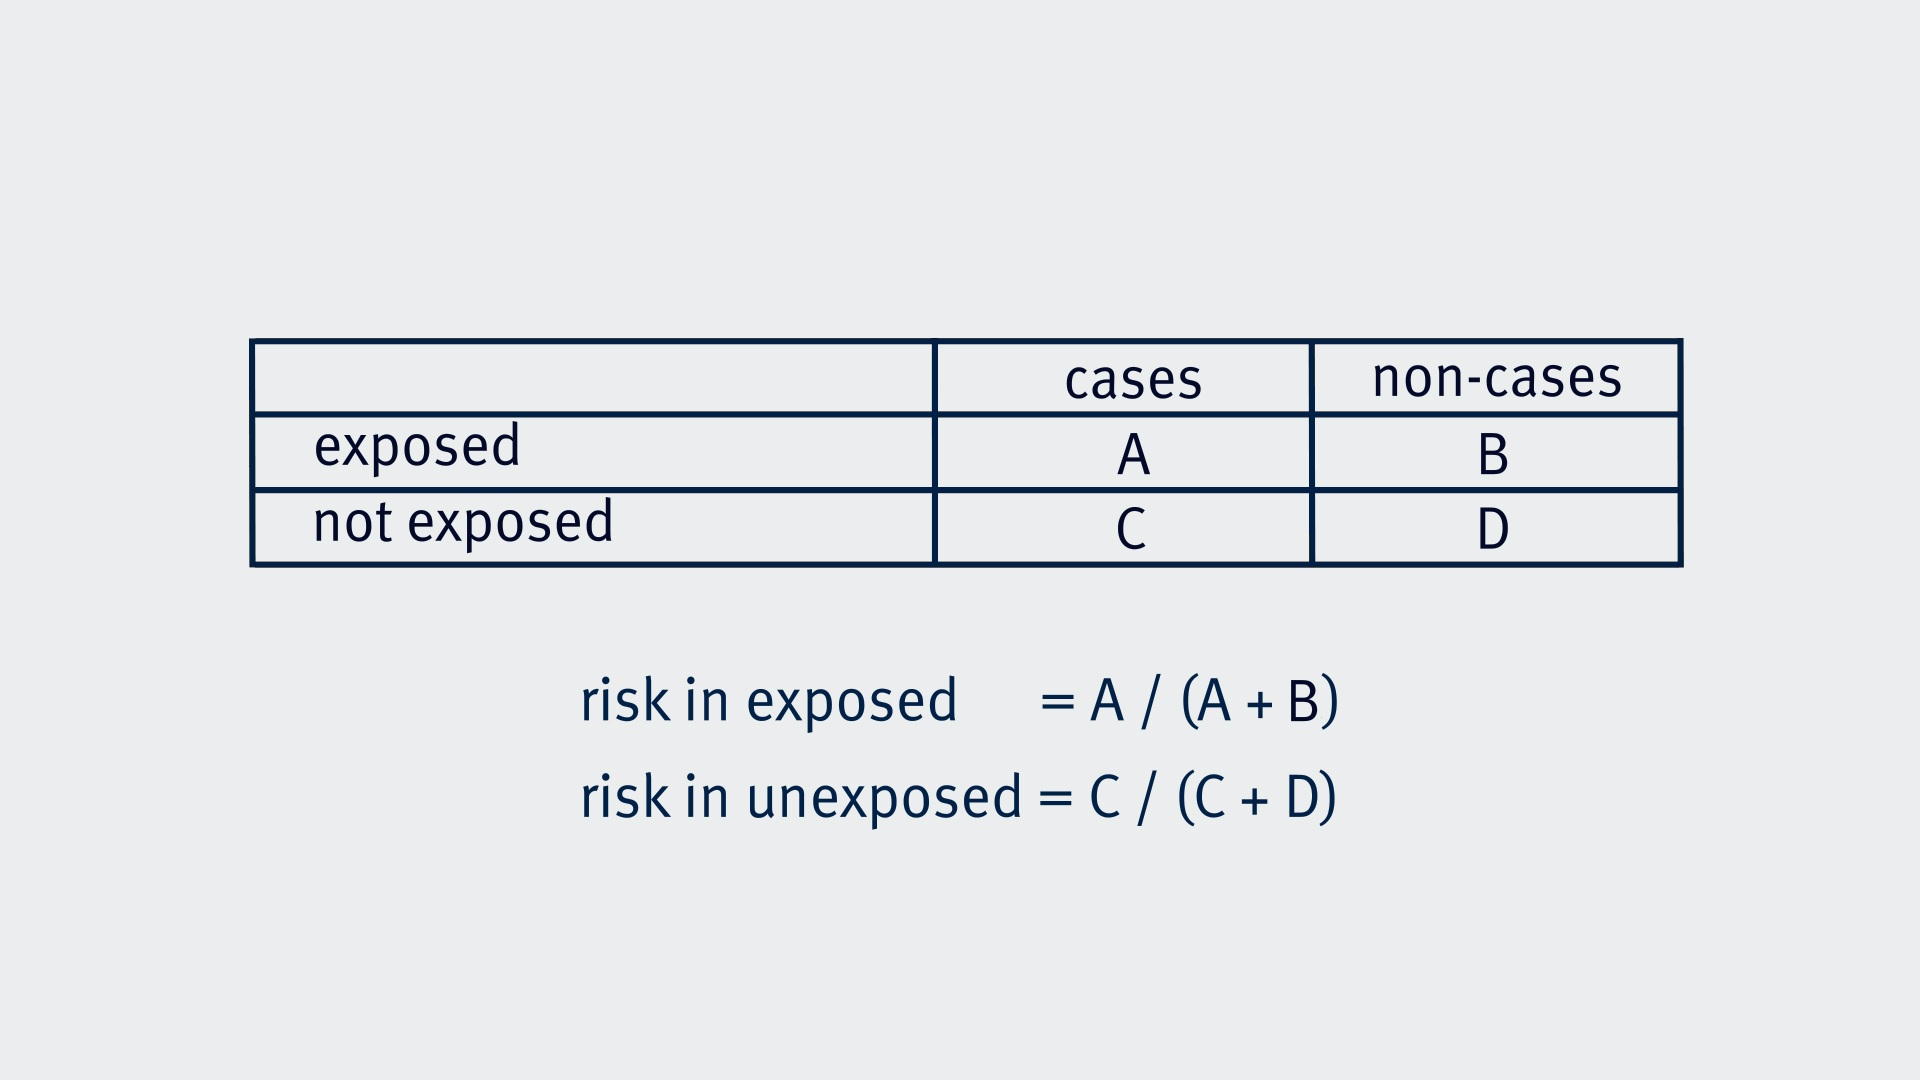 cases non-cases
exposed A B
not exposed C D
risk in exposed = A / (A + B)
risk in unexposed = C / (C + D)